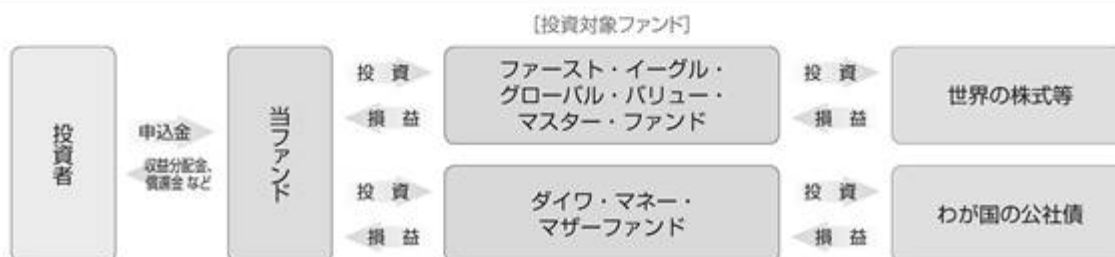 [投資対象ファンド]
投資者
申込金
収益分配金、
償還金 など
当ファンド
投資
損益
ファースト・イーグル・
グローバル・バリュー・
マスター・ファンド
投資
損益
世界の株式等
投資
損益
ダイワ・マネー・
マザーファンド
投資
損益
わが国の公社債